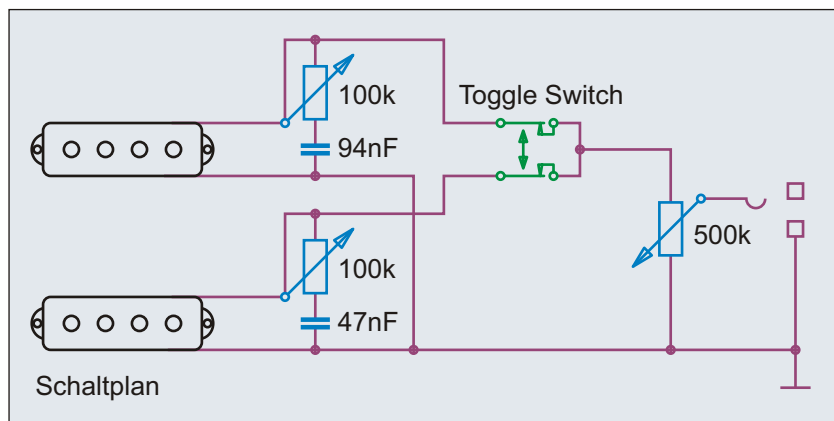 100k
Toggle Switch
94nF
100k
500k
47nF
Schaltplan